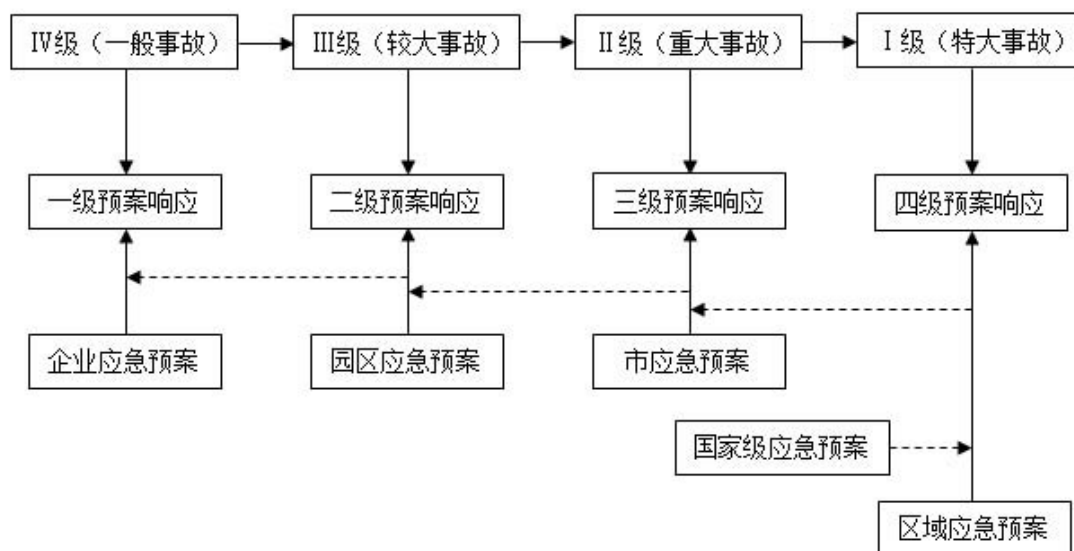 Ⅳ级（一般事故）
Ⅲ级（较大事故）
Ⅱ级（重大事故）
Ⅰ级（特大事故）
一级预案响应
二级预案响应
三级预案响应
四级预案响应
企业应急预案
园区应急预案
市应急预案
国家级应急预案
区域应急预案